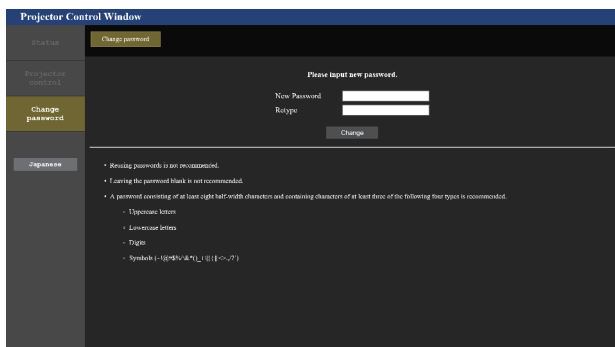 Projector Control Window
Status
Change password
Projector
control
Please input new password.
New Password
Retype
Change
password
Change
Japanese
• Reusing passwords is not recommended.
• Leaving the password blank is not recommended.
• A password consisting of at least eight half-width characters and containing characters of at least three of the following four types is recommended.
◦ Uppercase letters
◦ Lowercase letters
◦ Digits
◦ Symbols